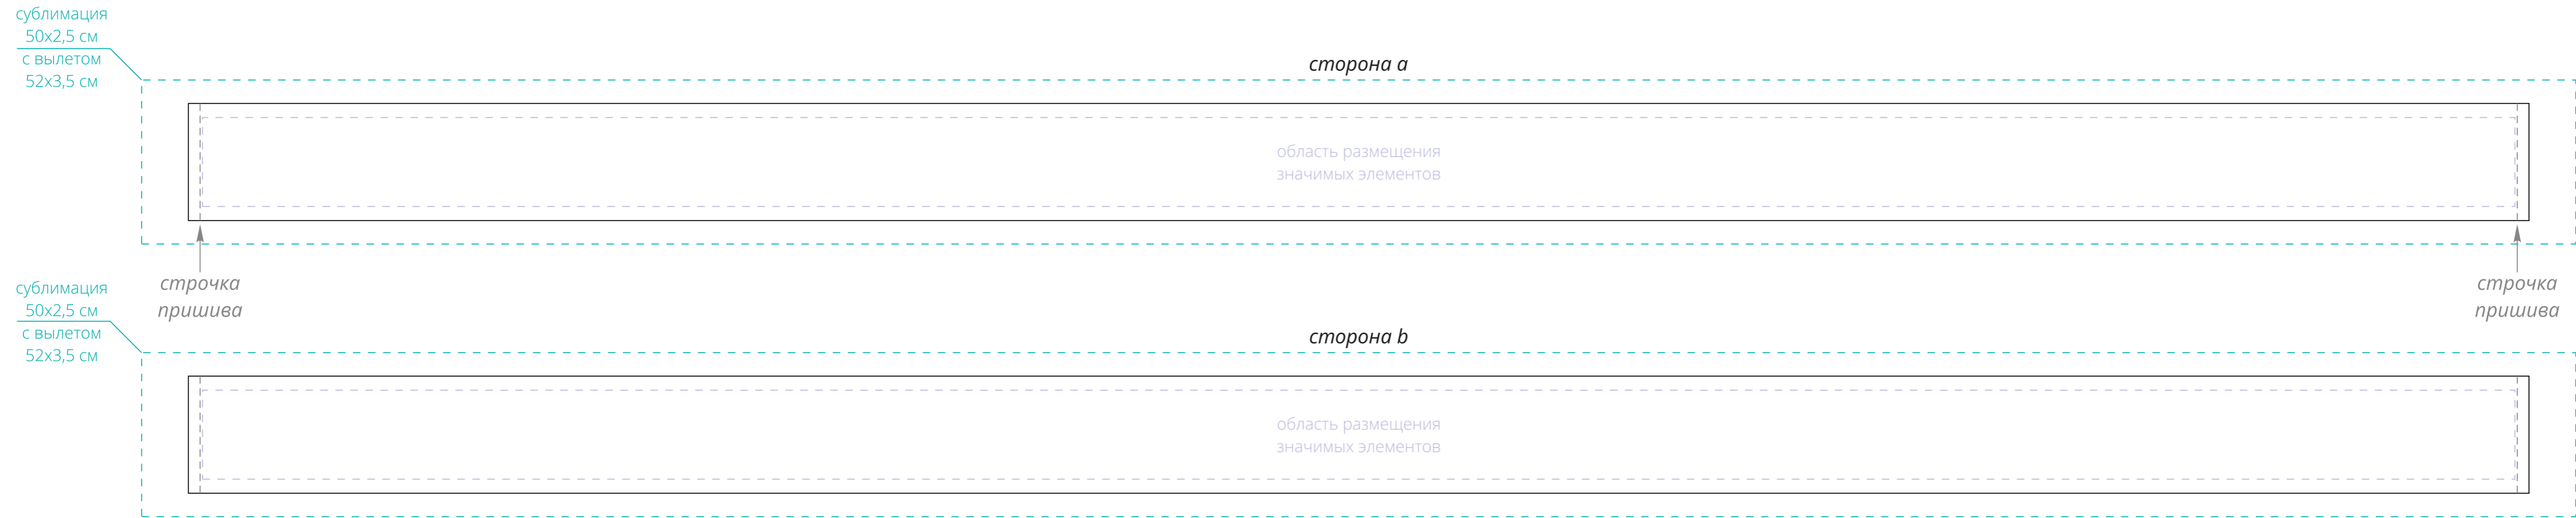 сублимация
50х2,5 см
с вылетом
52х3,5 см
сторона a
область размещения
значимых элементов
строчка
пришива
строчка
пришива
сублимация
50х2,5 см
с вылетом
52х3,5 см
сторона b
область размещения
значимых элементов